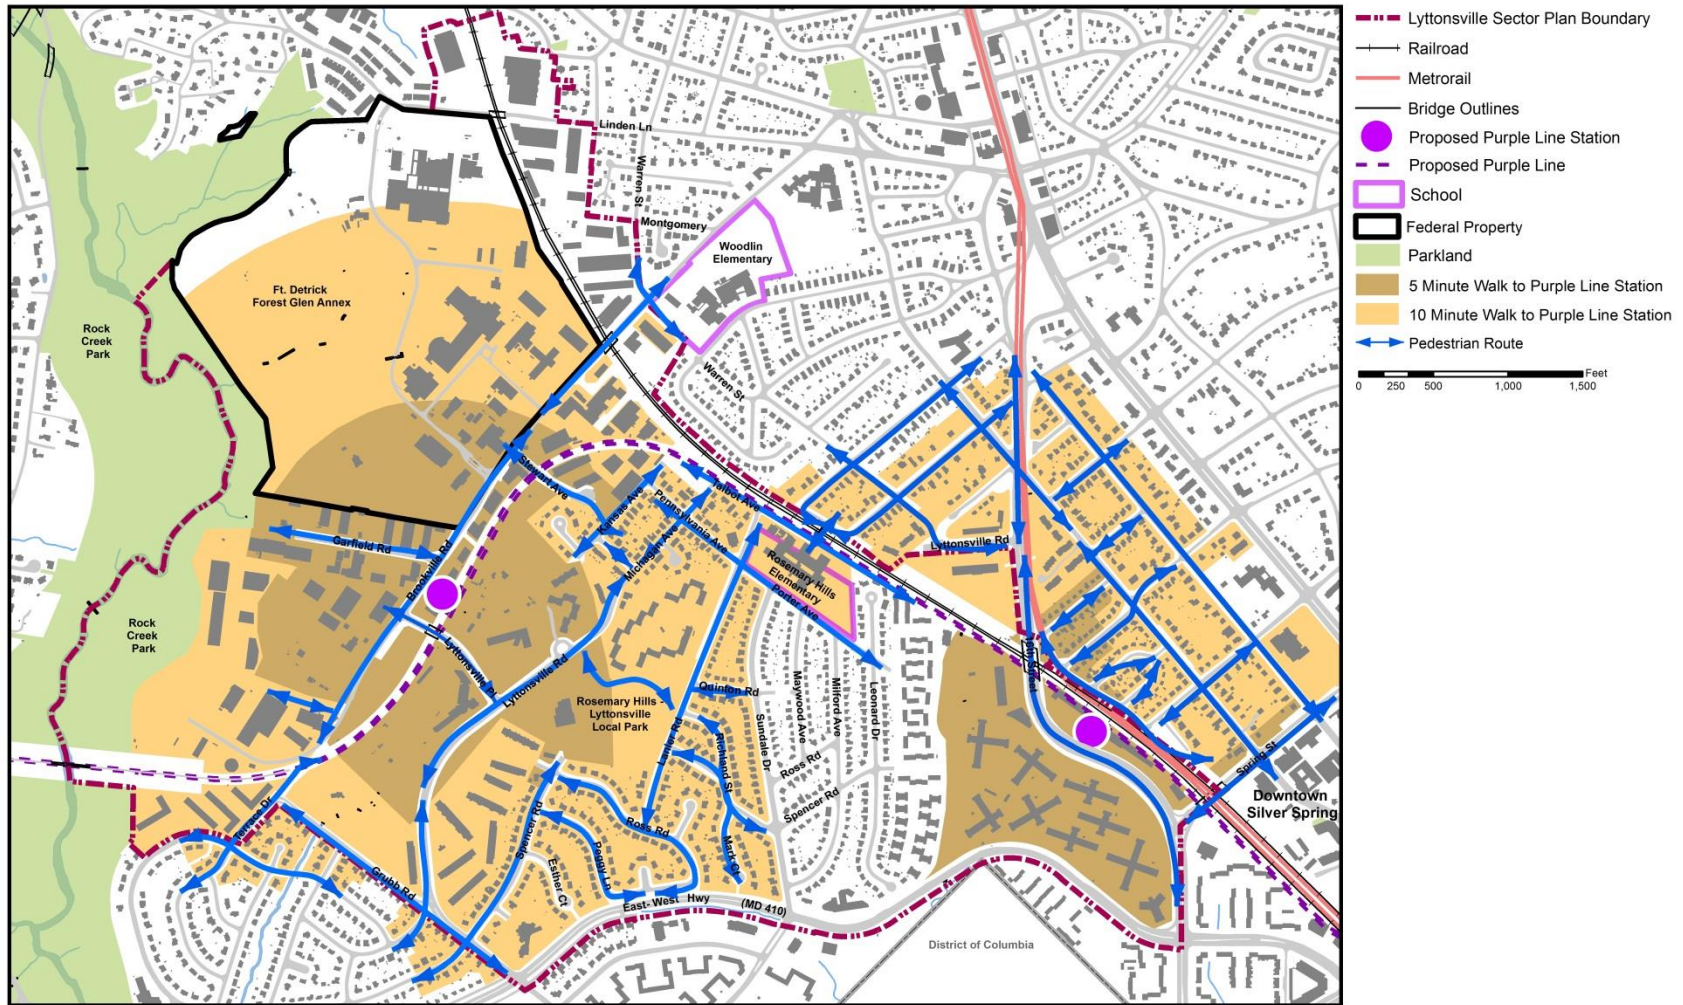 Linden Ln
Warren St
Montgomery
Woodlin
Elementary
Ft. Detrick
Forest Glen Annex
Rock
Creek
Park
Warren St
Stewart Ave
Kansas Ave
Pennsylvania Ave
Talbot Ave
Michagan Ave
Garfield Rd
Brookville Rd
Lyttonsville Rd
Rosemary Hills
Elementary
Porter Ave
Rock
Creek
Park
Lyttonsville Pl
Lyttonsville Rd
Rosemary Hills -
Lyttonsville
Local Park
Quinton Rd
16th Street
Lanier Rd
Richland St
Sundale Dr
Maywood Ave
Milford Ave
Leonard Dr
Ross Rd
Spencer Rd
Spring St
Downtown
Silver Spring
Terrace Dr
Spencer Rd
Ross Rd
Peggy Ln
Esther Ct
Mark Ct
Grubb Rd
East-West Hwy (MD 410)
District of Columbia
Lyttonsville Sector Plan Boundary
Railroad
Metrorail
Bridge Outlines
Proposed Purple Line Station
Proposed Purple Line
School
Federal Property
Parkland
5 Minute Walk to Purple Line Station
10 Minute Walk to Purple Line Station
Pedestrian Route
Feet
0 250 500 1,000 1,500